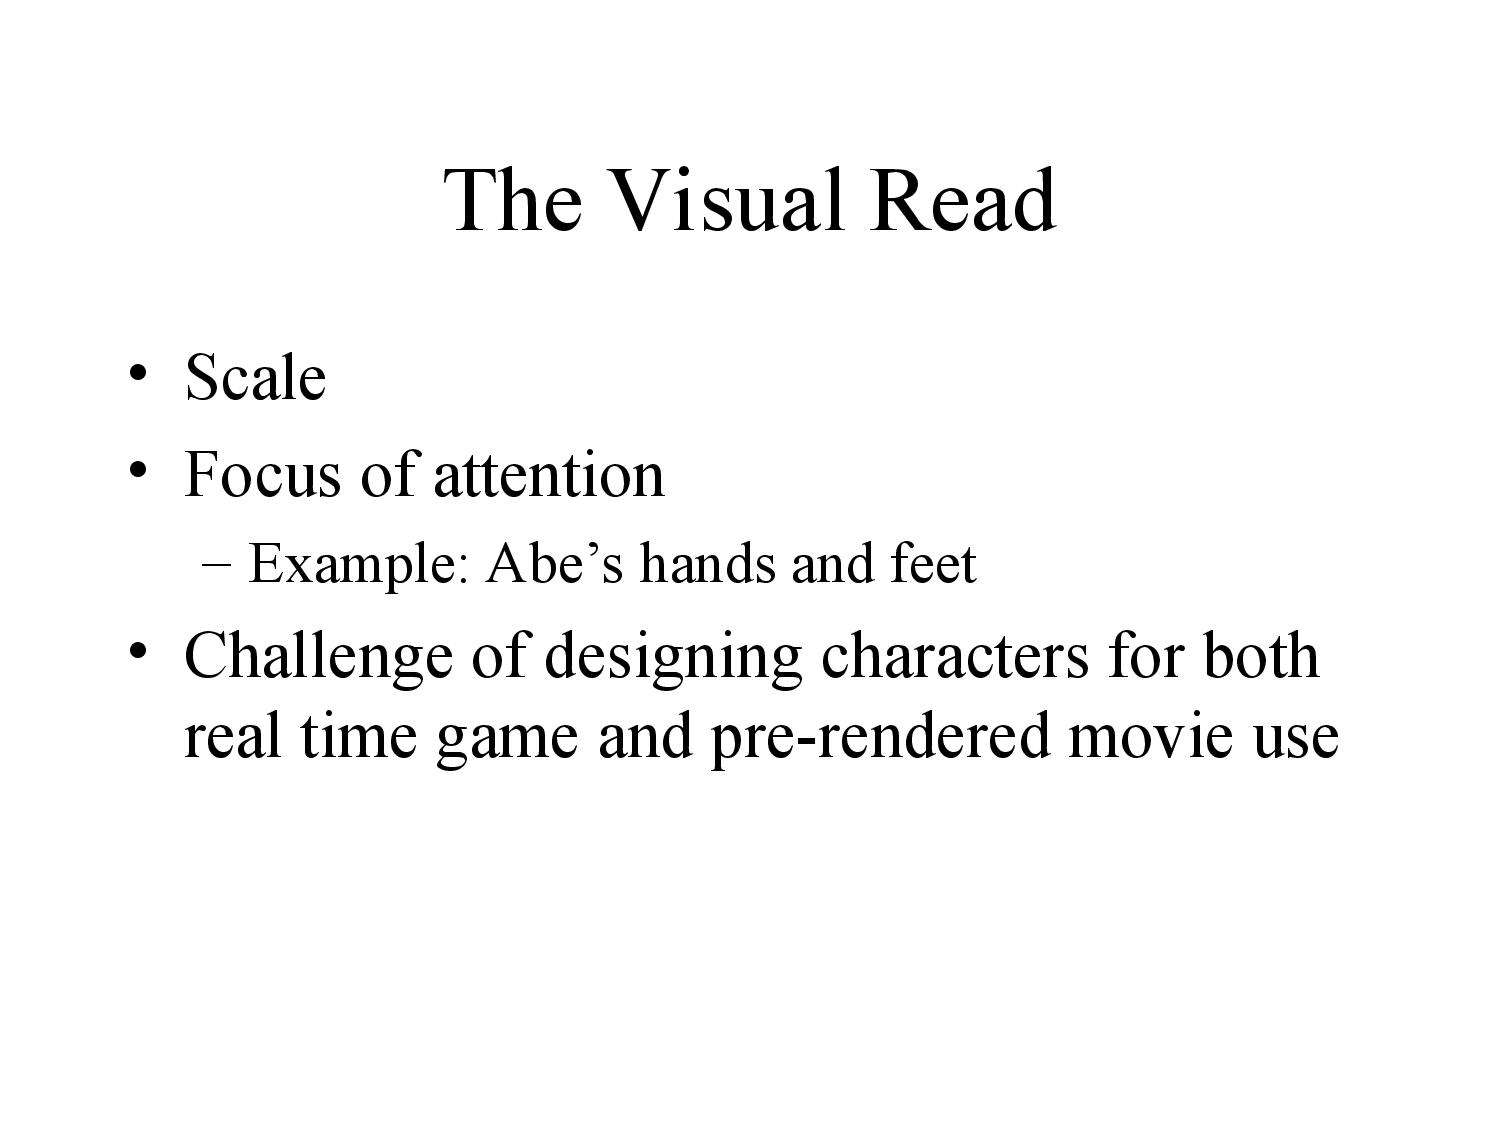 The Visual Read
• Scale
• Focus of attention
– Example: Abe’s hands and feet
• Challenge of designing characters for both
real time game and pre-rendered movie use